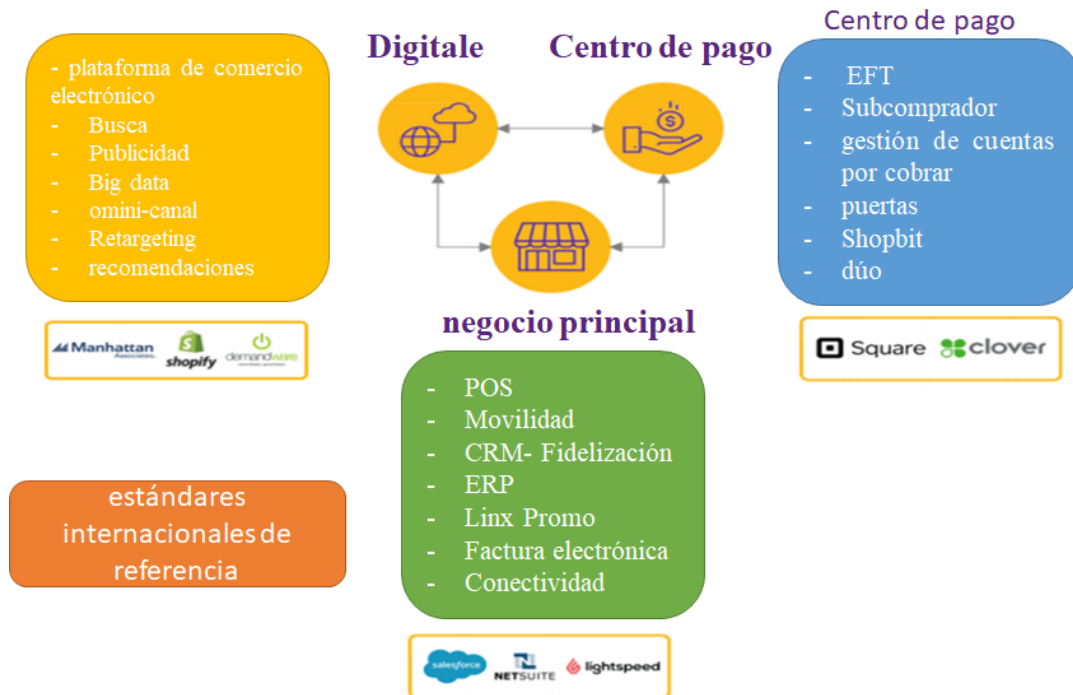 - plataforma de comercio
electrónico
- Busca
- Publicidad
- Big data
- omini-canal
- Retargeting
- recomendaciones
Manhattan
Associates.
shopify
demandware
Digitale
Centro de pago
$
negocio principal
- POS
- Movilidad
- CRM- Fidelización
- ERP
- Linx Promo
- Factura electrónica
- Conectividad
salesforce
N
NETSUITE
lightspeed
Centro de pago
- EFT
- Subcomprador
- gestión de cuentas
por cobrar
- puertas
- Shopbit
- dúo
Square
clover
estándares
internacionales de
referencia